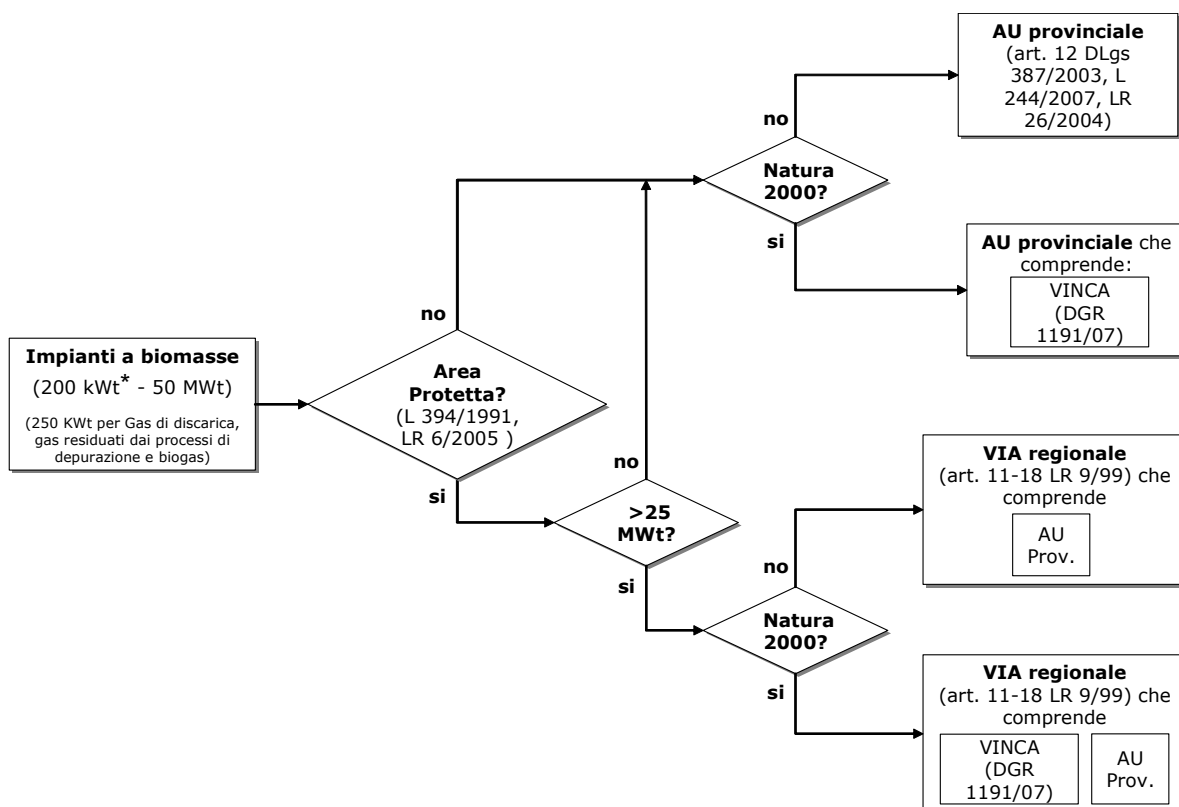 AU provinciale
(art. 12 DLgs
387/2003, L
244/2007, LR
26/2004)
no
Natura
2000?
si
AU provinciale che
comprende:
VINCA
(DGR
1191/07)
no
Impianti a biomasse
(200 kWt* - 50 MWt)
(250 KWt per Gas di discarica,
gas residuati dai processi di
depurazione e biogas)
Area
Protetta?
(L 394/1991,
LR 6/2005 )
si
no
>25
MWt?
si
VIA regionale
(art. 11-18 LR 9/99) che
comprende
AU
Prov.
no
Natura
2000?
si
VIA regionale
(art. 11-18 LR 9/99) che
comprende
VINCA
(DGR
1191/07)
AU
Prov.